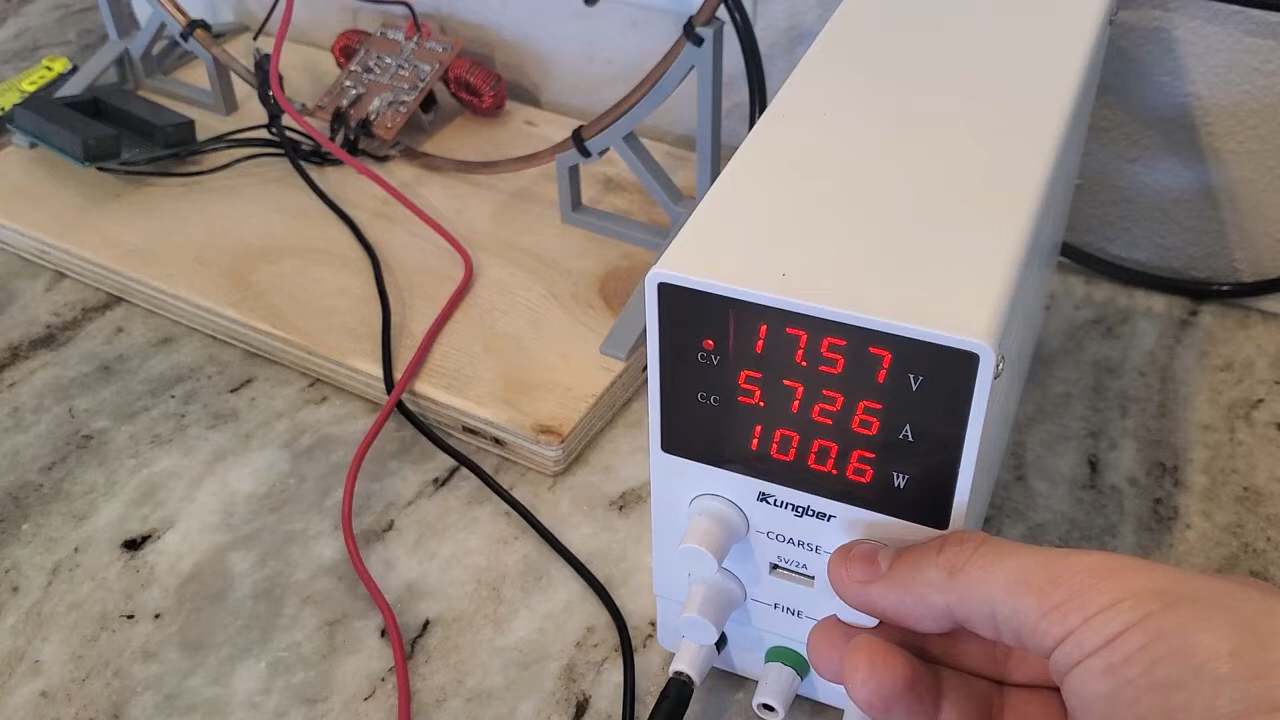 17.57 V
C.V
5.726 A
C.C
100.6 W
Kungber
COARSE
5V/2A
FINE